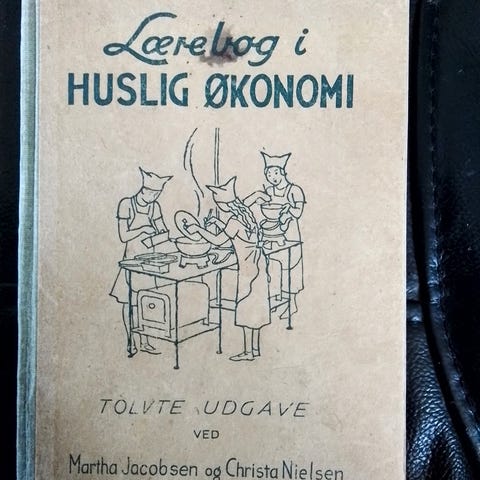 Lærebog i
HUSLIG ØKONOMI
TOLVTE UDGAVE
VED
Martha Jacobsen og Christa Nielsen